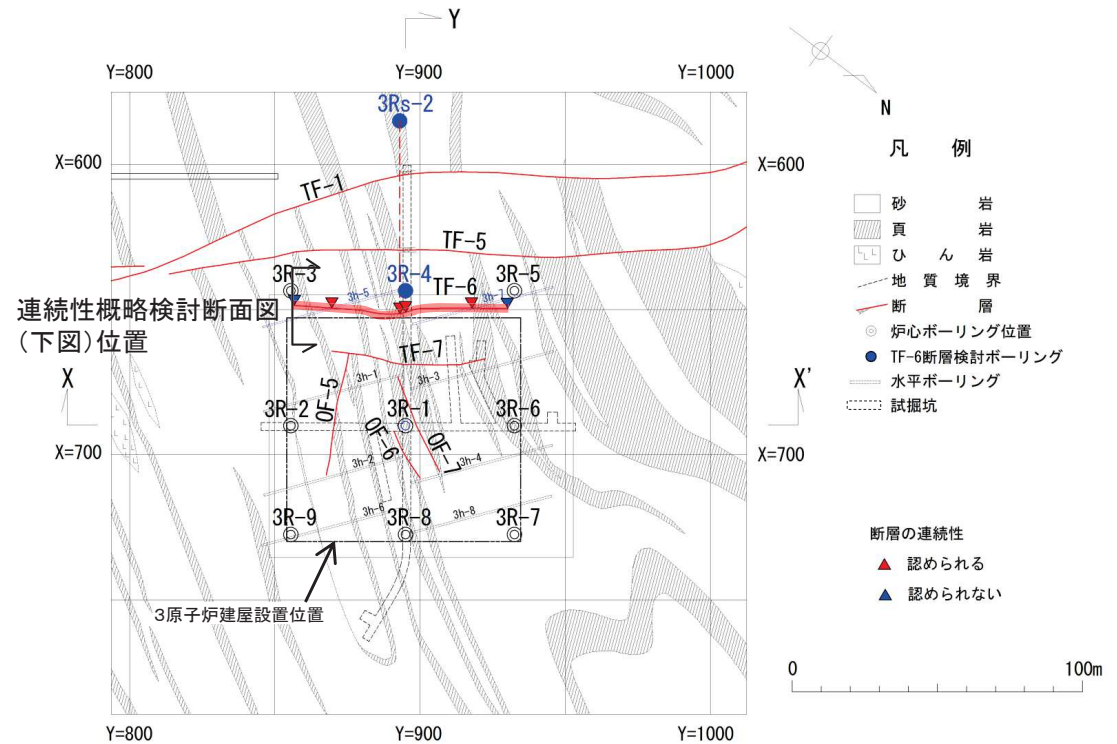 Y
Y=800
Y=900
Y=1000
N
3Rs-2
X=600
X=600
TF-1
TF-5
3R-3
3R-4
TF-6
3R-5
3h-5
3h-7
連続性概略検討断面図
(下図)位置
TF-7
OF-5
3h-1
3h-3
X
X'
3R-2
3R-1
3R-6
OF-6
OF-7
X=700
X=700
3h-2
3h-4
3h-6
3h-8
3R-9
3R-8
3R-7
3原子炉建屋設置位置
Y=800
Y=900
Y=1000
凡 例
砂 岩
頁 岩
ひ ん 岩
地 質 境 界
断 層
炉心ボーリング位置
TF-6断層検討ボーリング
水平ボーリング
試掘坑
断層の連続性
認められる
認められない
0
100m